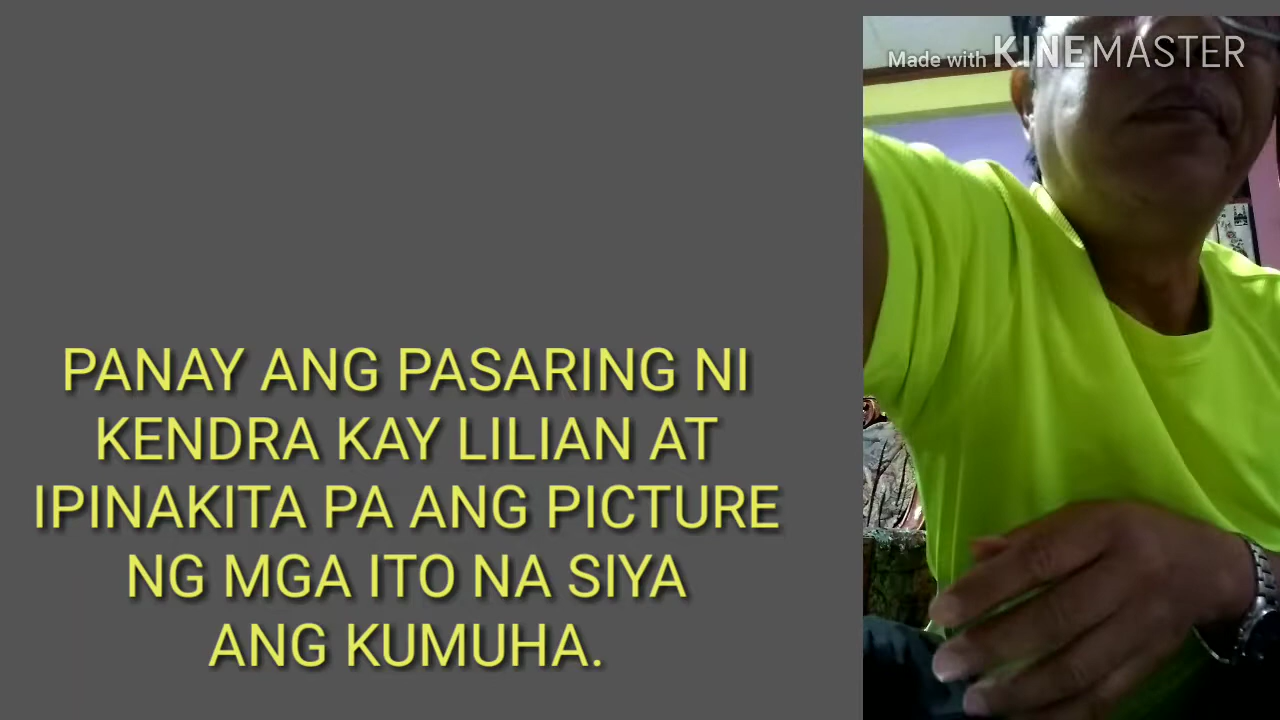 Made with KINEMASTER
PANAY ANG PASARING NI
KENDRA KAY LILIAN AT
IPINAKITA PA ANG PICTURE
NG MGA ITO NA SIYA
ANG KUMUHA.